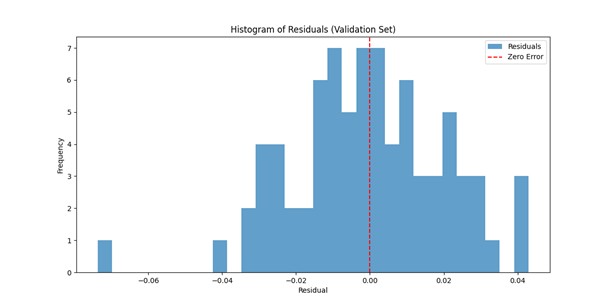 Histogram of Residuals (Validation Set)
Residuals
Zero Error
Frequency
7
6
5
4
3
2
1
0
−0.06
−0.04
−0.02
0.00
0.02
0.04
Residual